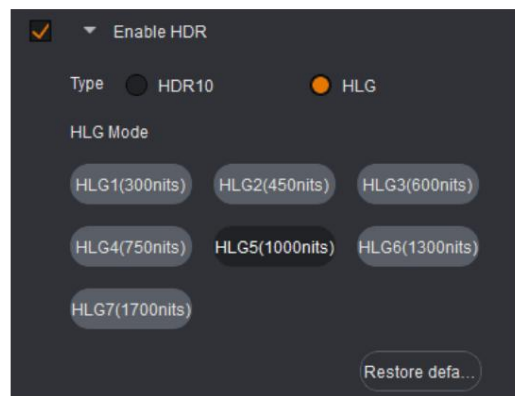 Enable HDR
Type HDR10 HLG
HLG Mode
HLG1(300nits) HLG2(450nits) HLG3(600nits)
HLG4(750nits) HLG5(1000nits) HLG6(1300nits)
HLG7(1700nits)
Restore defa...